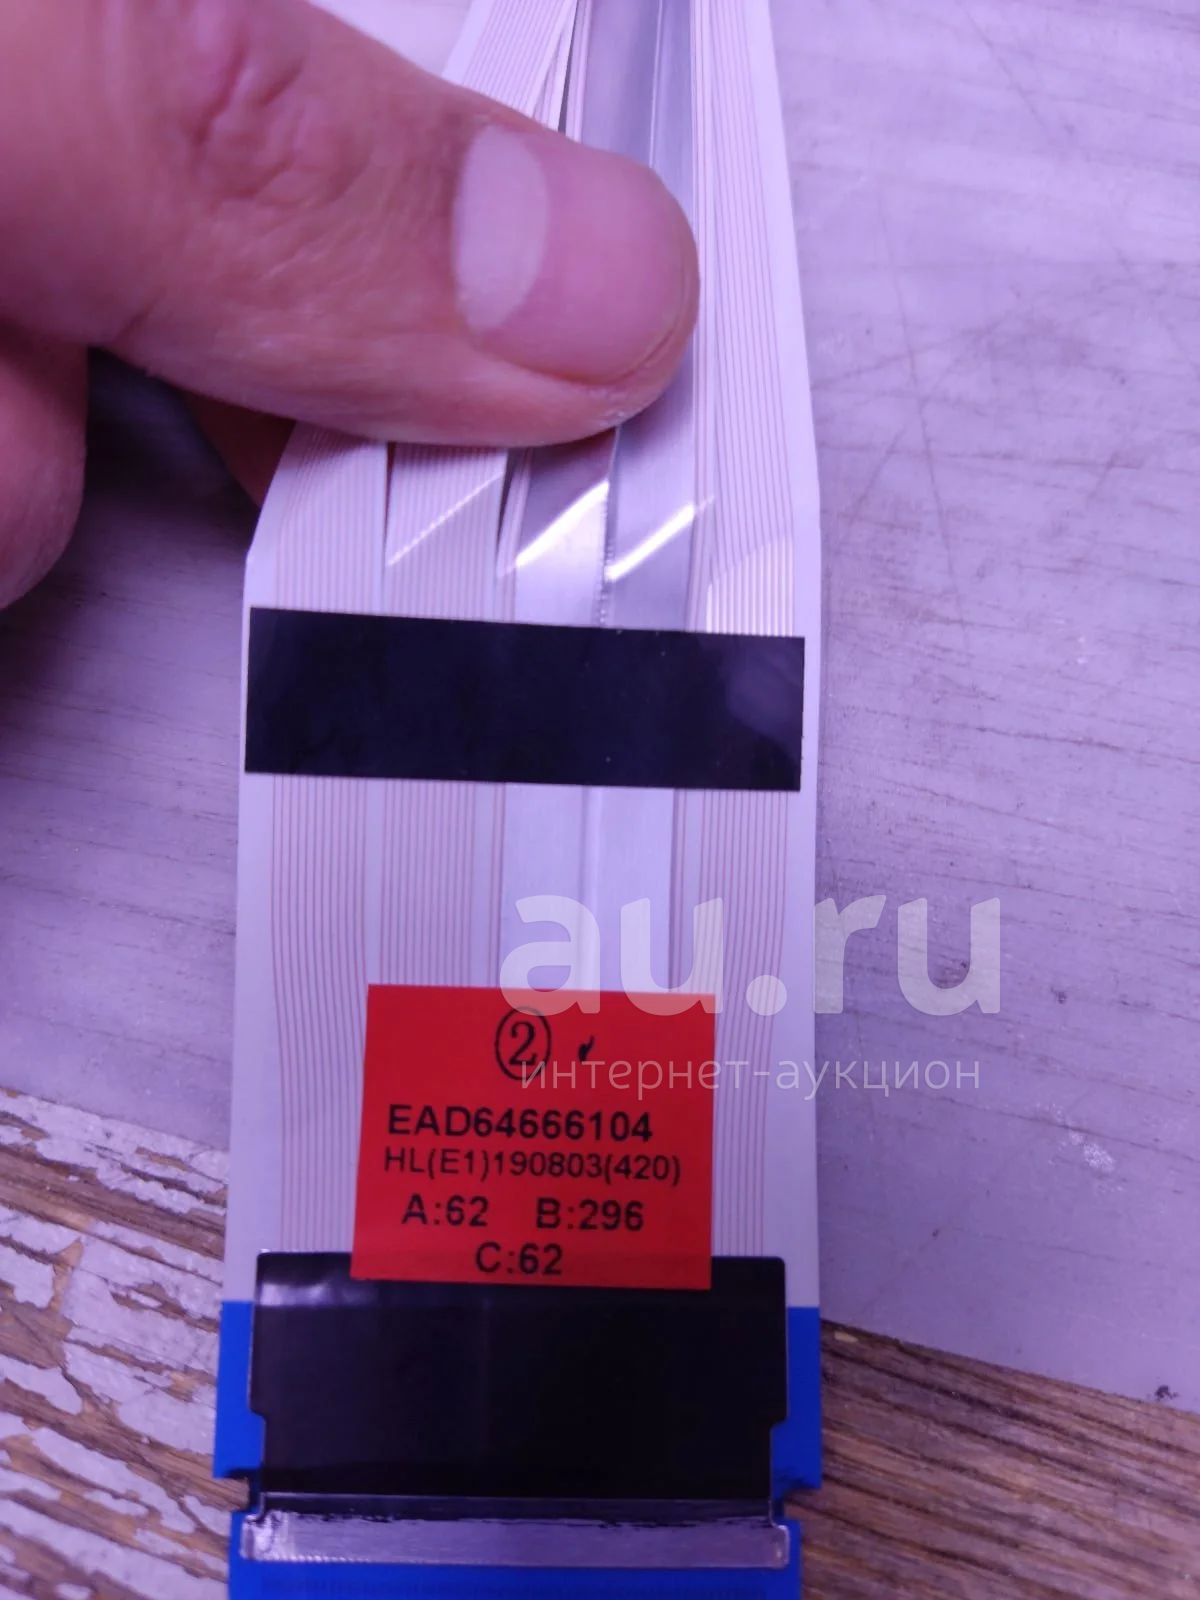 au.ru
интернет-аукцион
②
EAD64666104
HL(E1)190803(420)
A:62 B:296
C:62